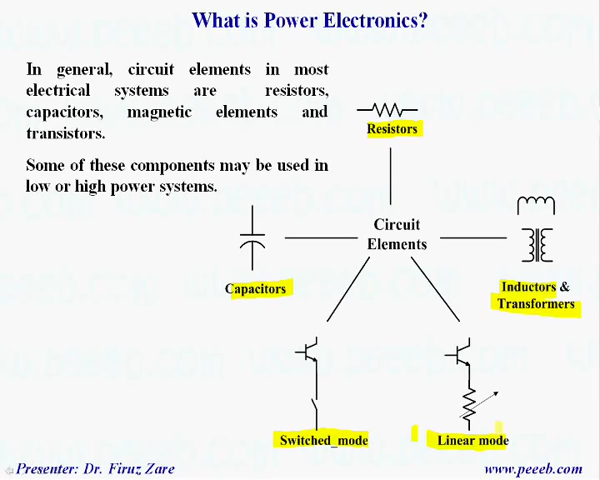 What is Power Electronics?
In general, circuit elements in most
electrical systems are resistors,
capacitors, magnetic elements and
transistors.
Some of these components may be used in
low or high power systems.
Resistors
Circuit
Elements
Capacitors
Inductors &
Transformers
Switched_mode
Linear mode
Presenter: Dr. Firuz Zare
www.peeeb.com